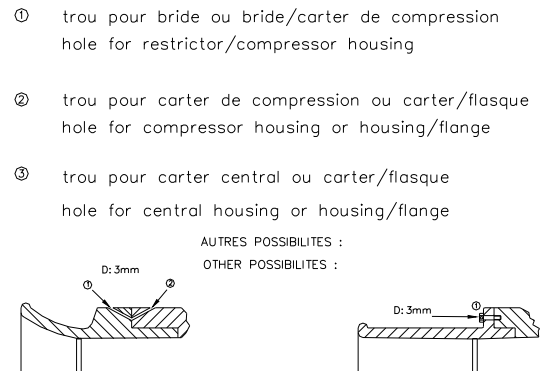 ① trou pour bride ou bride/carter de compression
hole for restrictor/compressor housing
② trou pour carter de compression ou carter/flasque
hole for compressor housing or housing/flange
③ trou pour carter central ou carter/flasque
hole for central housing or housing/flange
AUTRES POSSIBILITES :
OTHER POSSIBILITES :
D: 3mm
① ②
D: 3mm ①